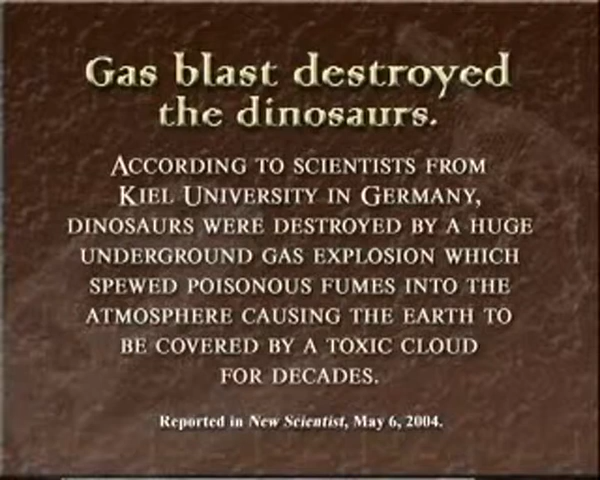 Gas blast destroyed
the dinosaurs.
ACCORDING TO SCIENTISTS FROM
KIEL UNIVERSITY IN GERMANY,
DINOSAURS WERE DESTROYED BY A HUGE
UNDERGROUND GAS EXPLOSION WHICH
SPEWED POISONOUS FUMES INTO THE
ATMOSPHERE CAUSING THE EARTH TO
BE COVERED BY A TOXIC CLOUD
FOR DECADES.
Reported in New Scientist, May 6, 2004.